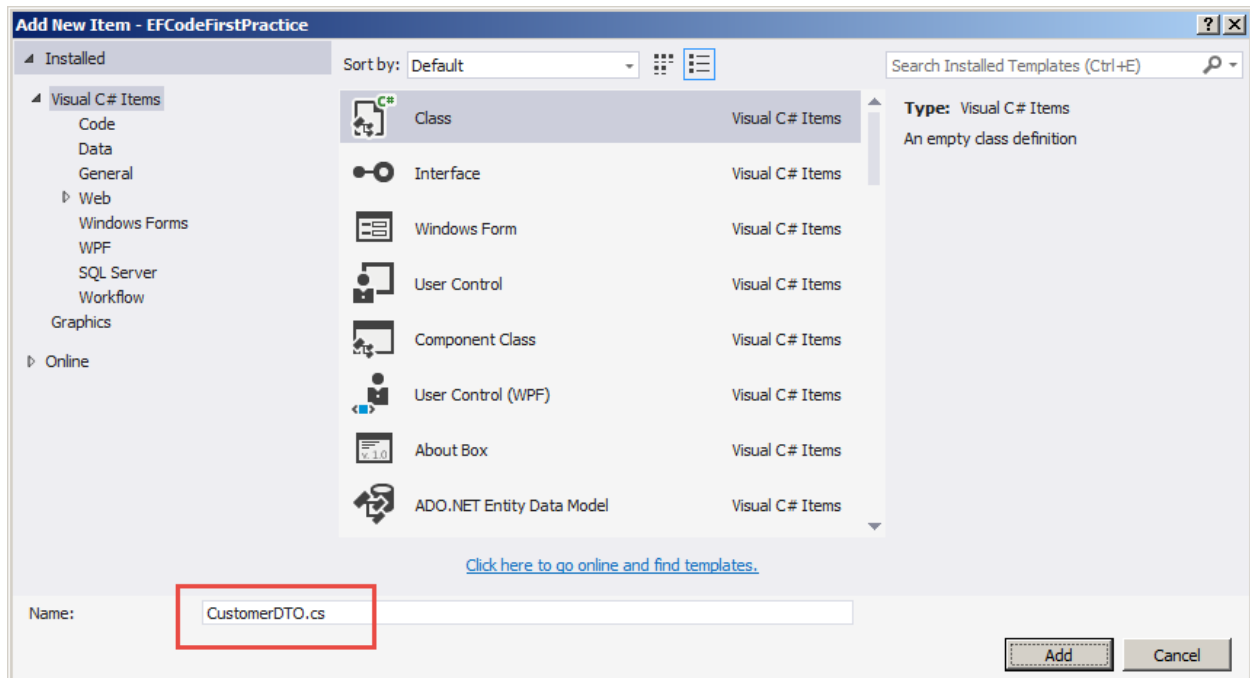 Add New Item - EFCodeFirstPractice
Installed
Sort by: Default
Search Installed Templates (Ctrl+E)
Visual C# Items
Code
Data
General
Web
Windows Forms
WPF
SQL Server
Workflow
Graphics
Online
C# Class Visual C# Items
Interface Visual C# Items
Windows Form Visual C# Items
User Control Visual C# Items
Component Class Visual C# Items
User Control (WPF) Visual C# Items
v. 1.0 About Box Visual C# Items
ADO.NET Entity Data Model Visual C# Items
Type: Visual C# Items
An empty class definition
Click here to go online and find templates.
Name: CustomerDTO.cs
Add Cancel